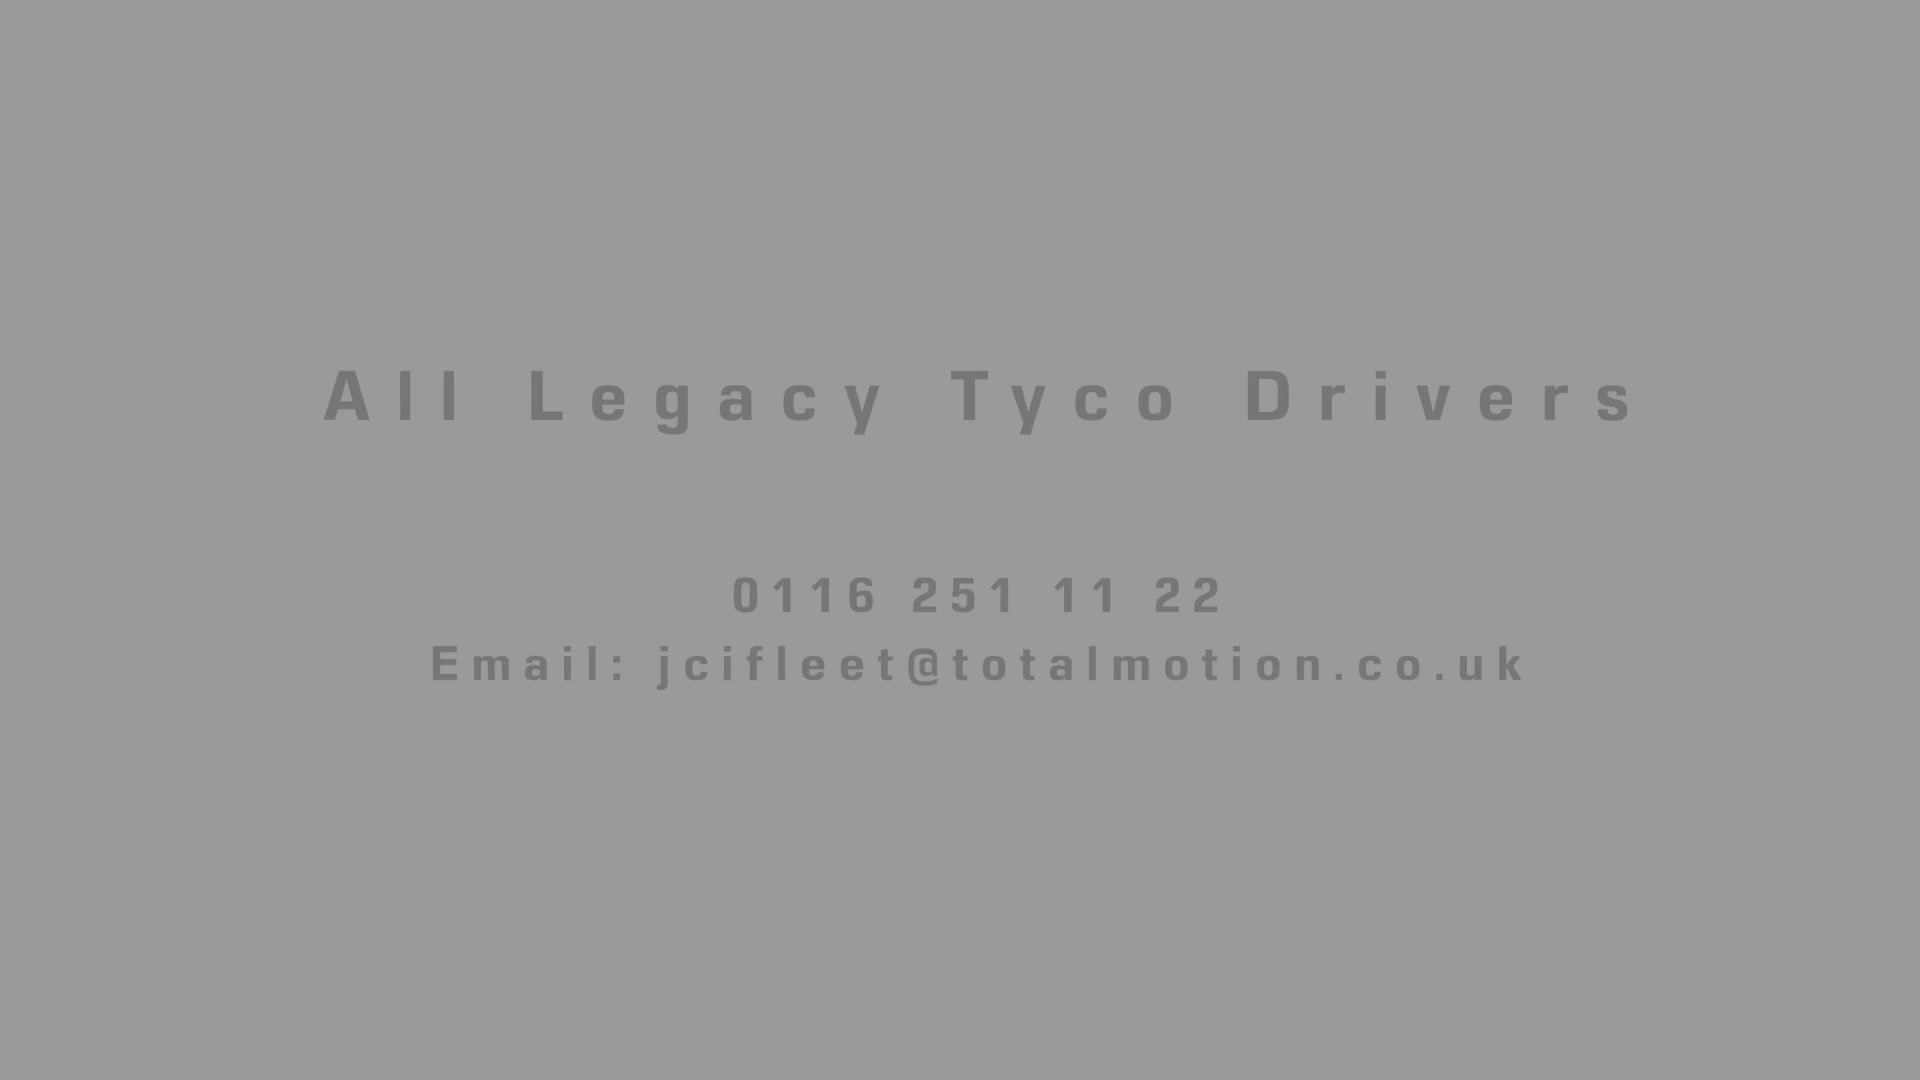 All Legacy Tyco Drivers
0116 251 11 22
Email: jcifleet@totalmotion.co.uk